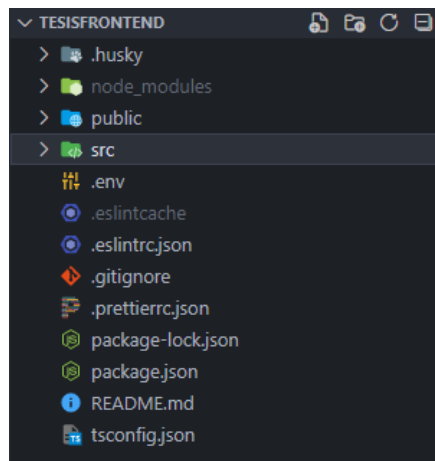 TESISFRONTEND
.husky
node_modules
public
src
.env
.eslintcache
.eslintrc.json
.gitignore
.prettierrc.json
package-lock.json
package.json
README.md
tsconfig.json